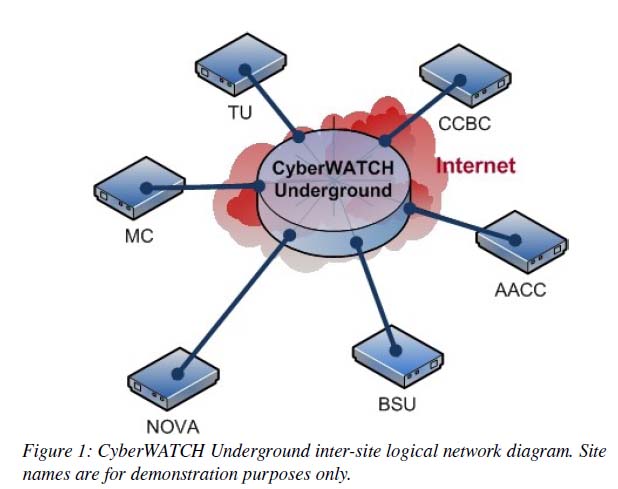 TU
CCBC
CyberWATCH
Underground
Internet
MC
AACC
BSU
NOVA
Figure 1: CyberWATCH Underground inter-site logical network diagram. Site
names are for demonstration purposes only.